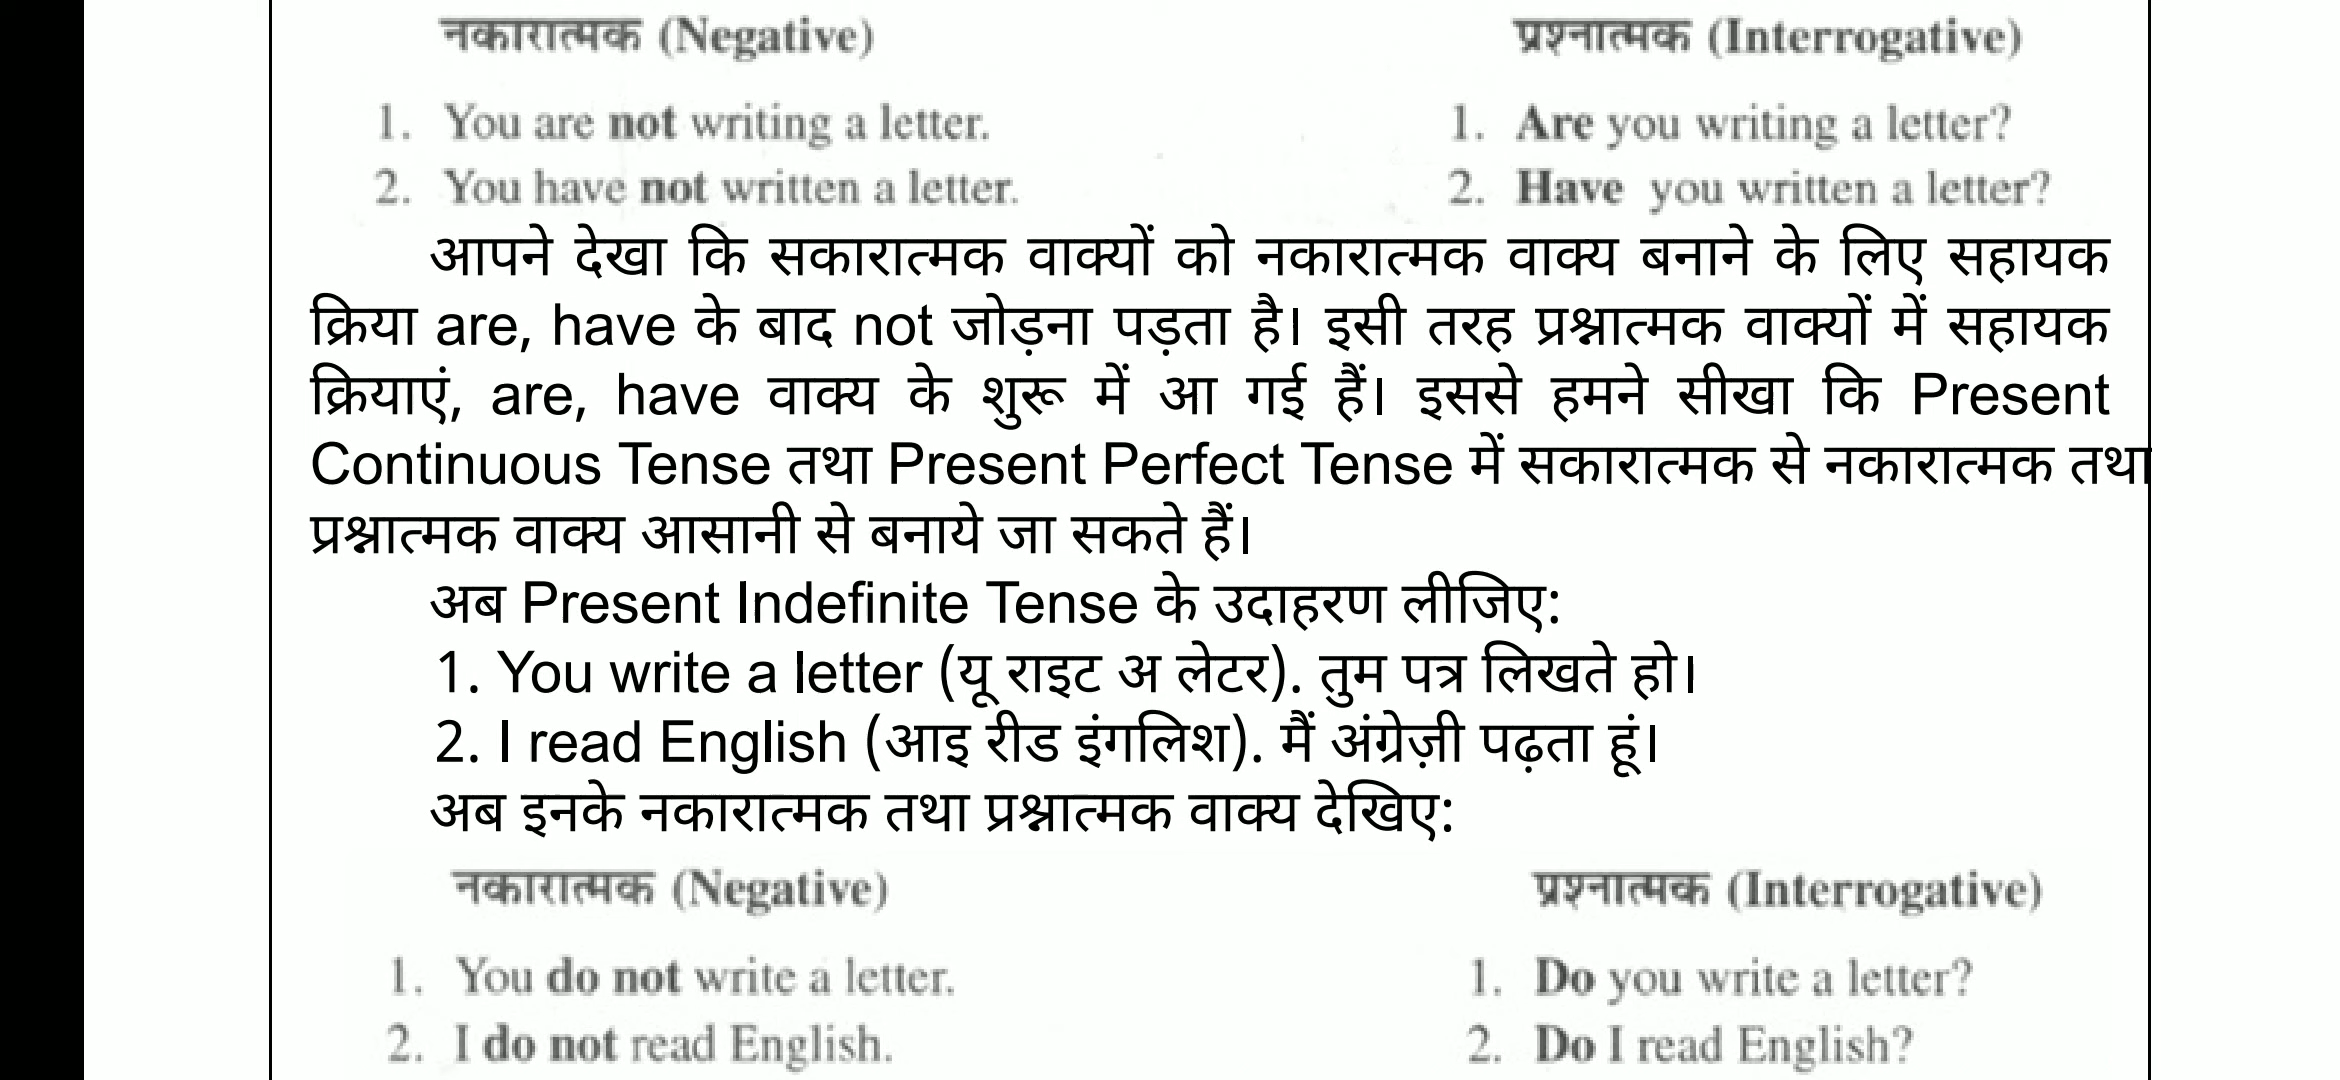 नकारात्मक (Negative) प्रश्नात्मक (Interrogative)
1. You are not writing a letter. 1. Are you writing a letter?
2. You have not written a letter. 2. Have you written a letter?
आपने देखा कि सकारात्मक वाक्यों को नकारात्मक वाक्य बनाने के लिए सहायक
क्रिया are, have के बाद not जोड़ना पड़ता है। इसी तरह प्रश्नात्मक वाक्यों में सहायक
क्रियाएं, are, have वाक्य के शुरू में आ गई हैं। इससे हमने सीखा कि Present
Continuous Tense तथा Present Perfect Tense में सकारात्मक से नकारात्मक तथा
प्रश्नात्मक वाक्य आसानी से बनाये जा सकते हैं।
अब Present Indefinite Tense के उदाहरण लीजिए:
1. You write a letter (यू राइट अ लेटर). तुम पत्र लिखते हो।
2. I read English (आइ रीड इंगलिश). मैं अंग्रेज़ी पढ़ता हूं।
अब इनके नकारात्मक तथा प्रश्नात्मक वाक्य देखिए:
नकारात्मक (Negative) प्रश्नात्मक (Interrogative)
1. You do not write a letter. 1. Do you write a letter?
2. I do not read English. 2. Do I read English?